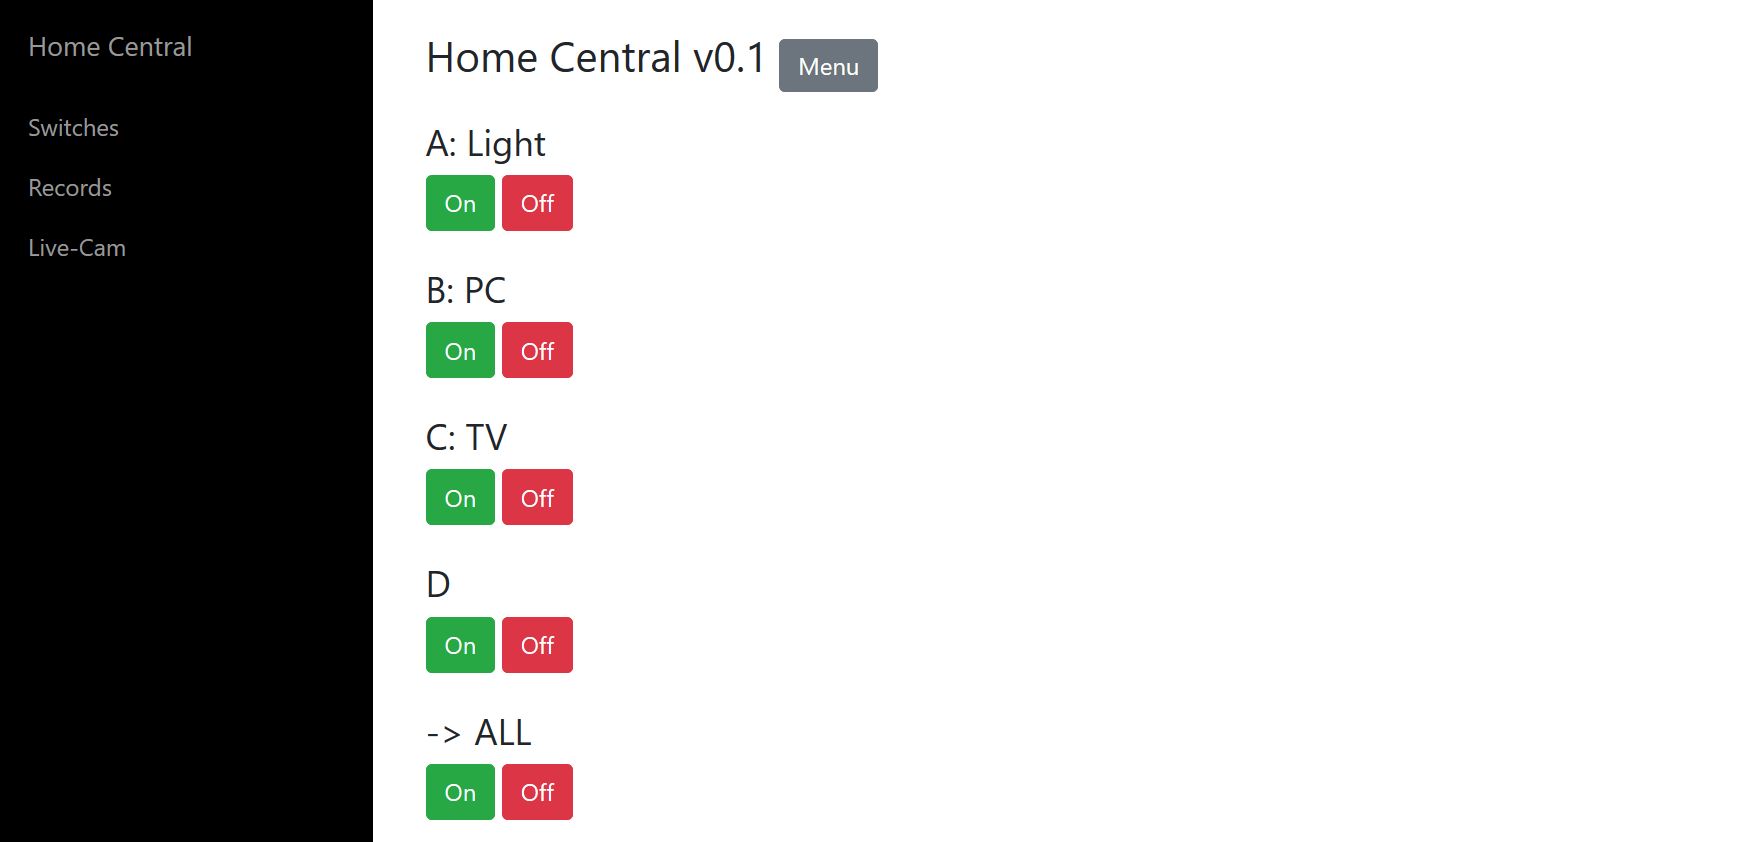 Home Central
Switches
Records
Live-Cam
Home Central v0.1 Menu
A: Light
On Off
B: PC
On Off
C: TV
On Off
D
On Off
-> ALL
On Off